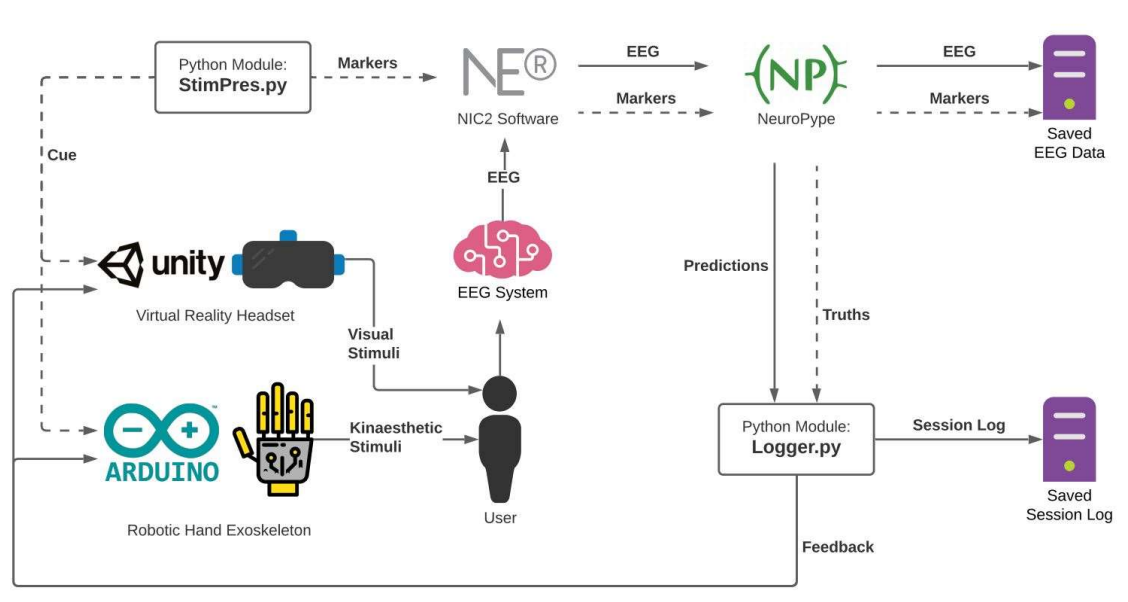 Python Module:
StimPres.py
Markers
NE®
NIC2 Software
EEG
Markers
(NP)
NeuroPype
EEG
Markers
Saved
EEG Data
Cue
EEG
unity
Virtual Reality Headset
EEG System
Visual
Stimuli
Predictions
Truths
ARDUINO
™
Robotic Hand Exoskeleton
Kinaesthetic
Stimuli
User
Python Module:
Logger.py
Session Log
Saved
Session Log
Feedback